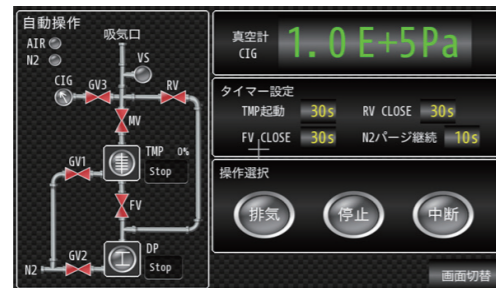 自動操作
AIR
N2
吸気口
VS
CIG
GV3
RV
MV
TMP 0%
Stop
GV1
FV
DP
GV2
Stop
N2
真空計
CIG
1.0E+5Pa
タイマー設定
TMP起動 30s RV CLOSE 30s
FV CLOSE 30s N2パージ継続 10s
操作選択
排気 停止 中断
画面切替